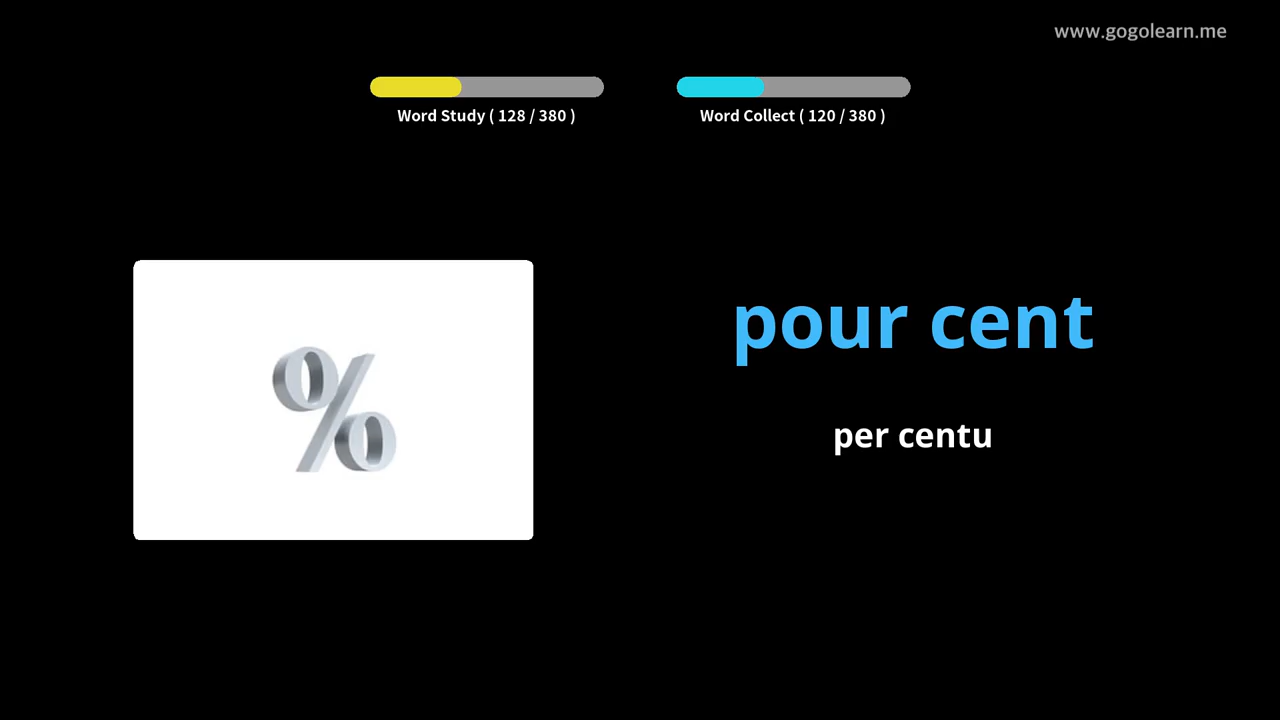 www.gogolearn.me
Word Study ( 128 / 380 )
Word Collect ( 120 / 380 )
%
pour cent
per centu